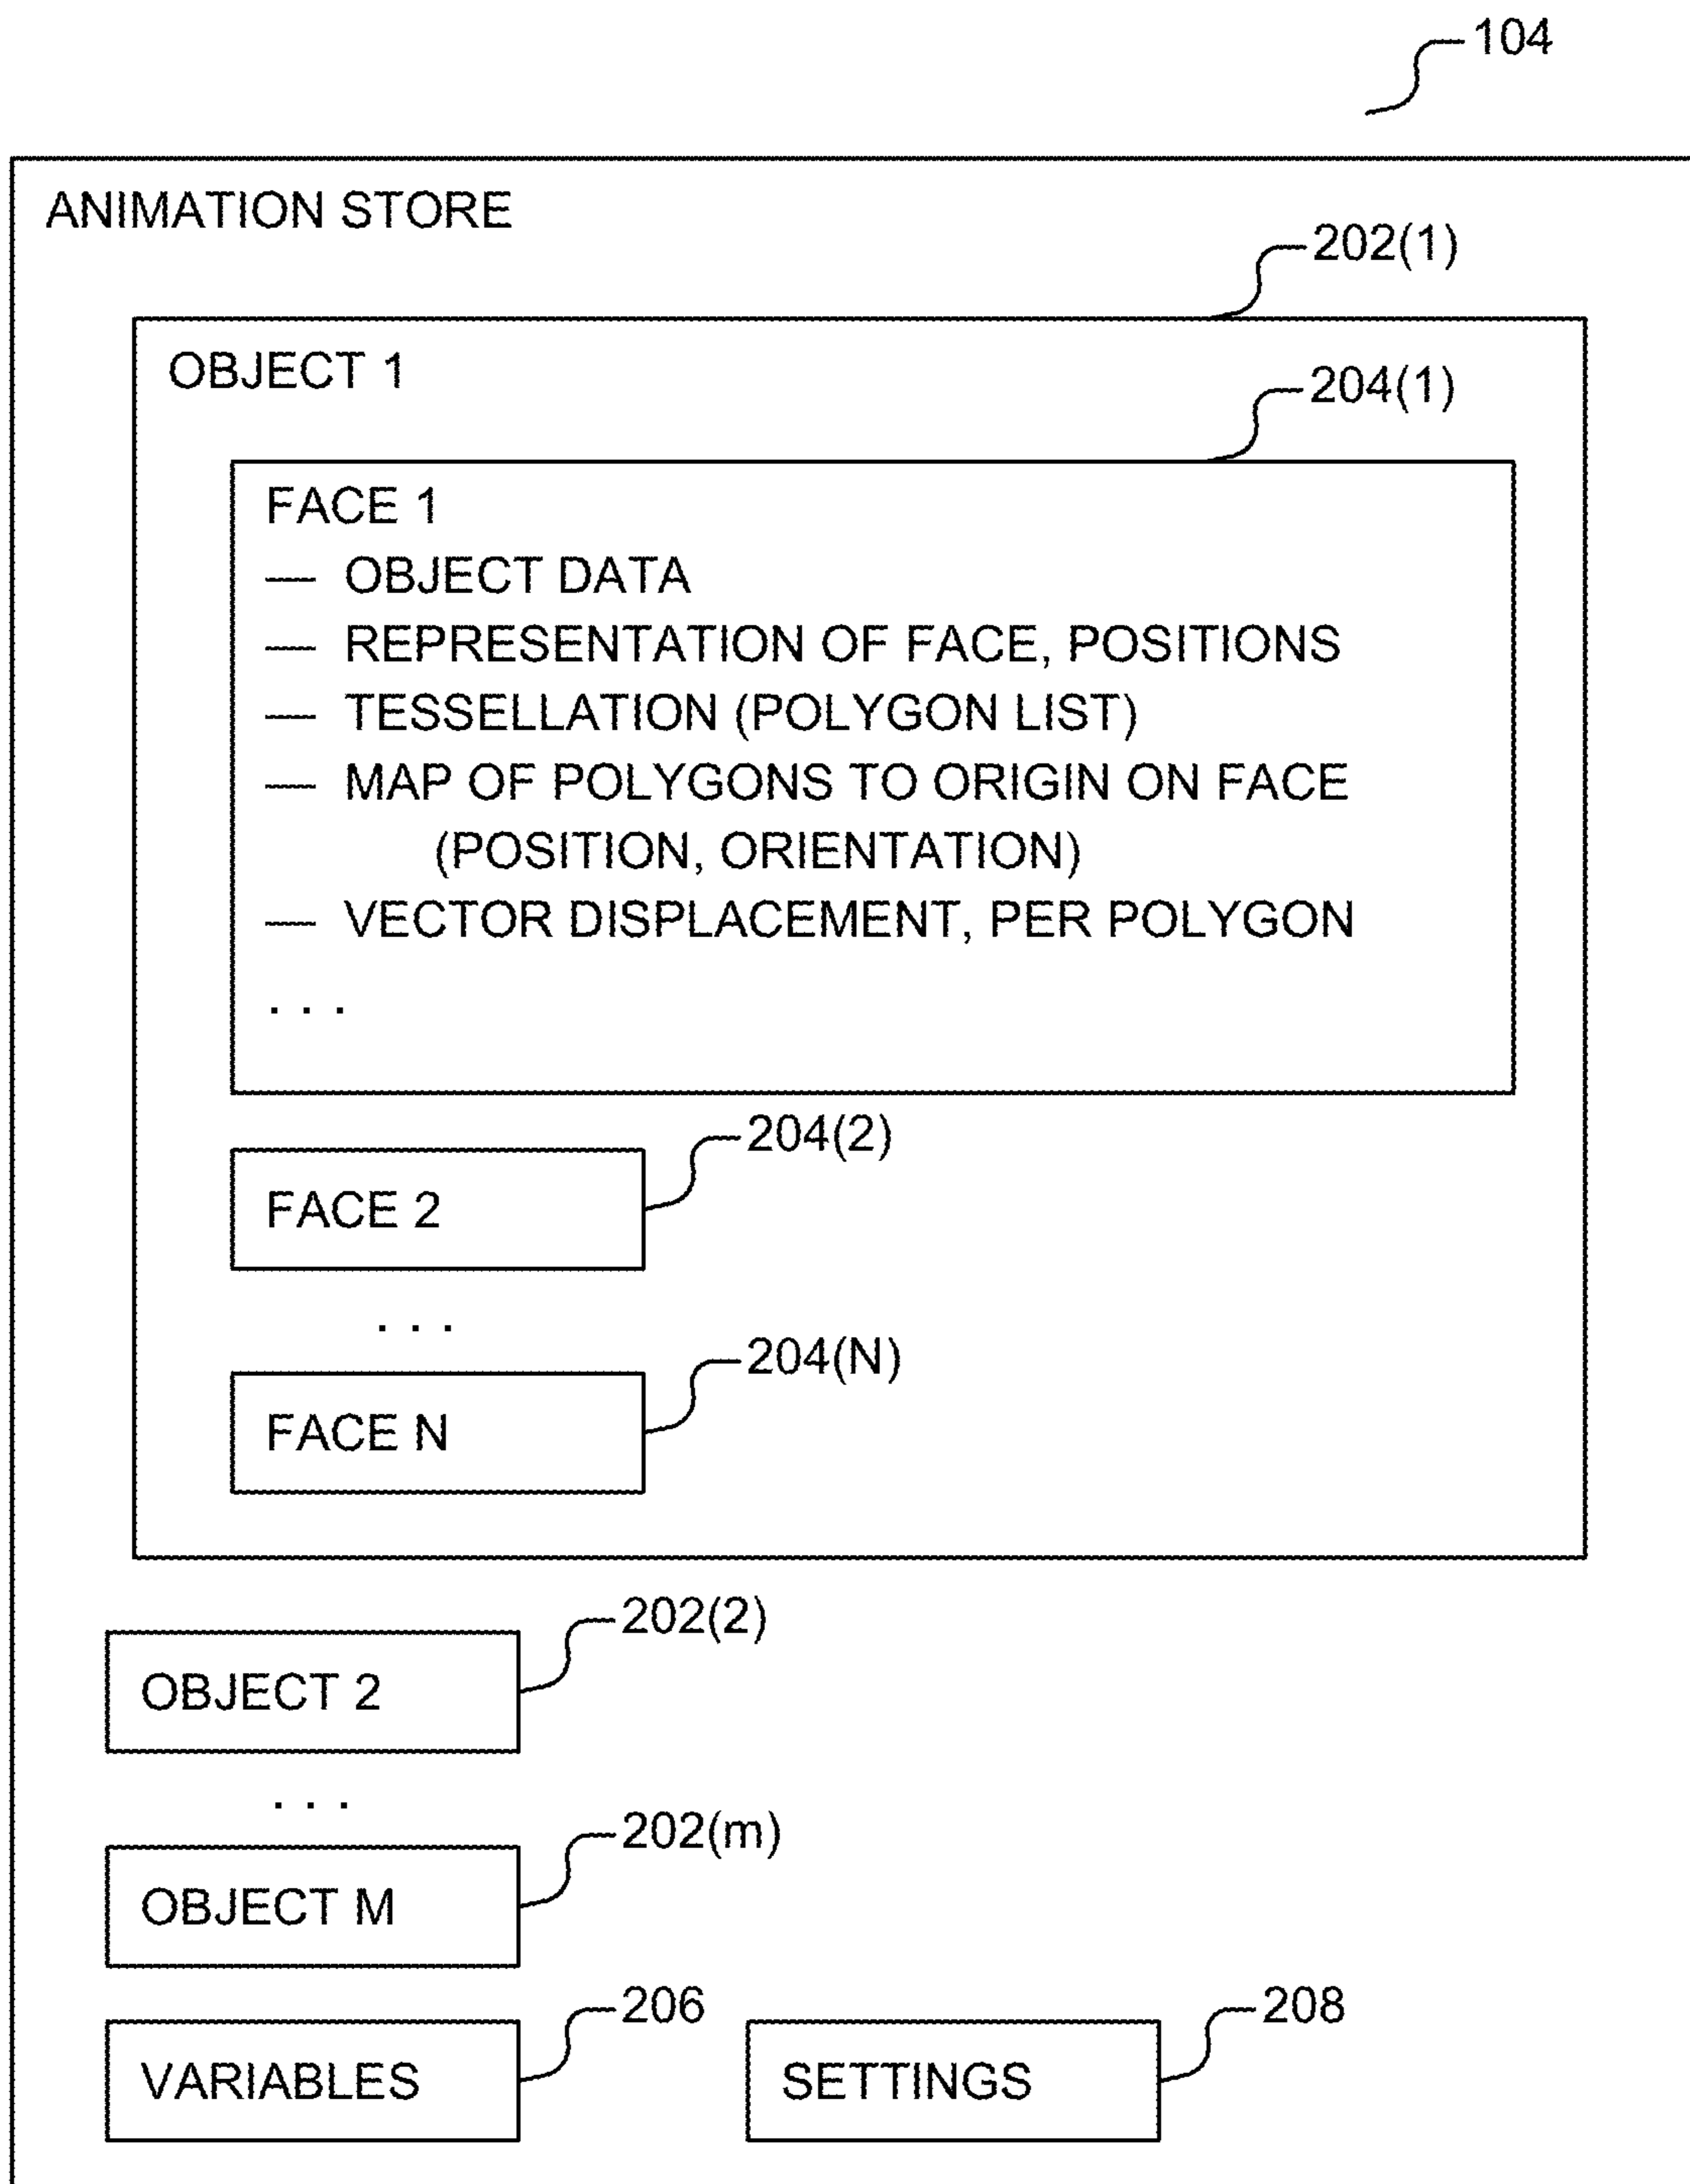 104
ANIMATION STORE
202(1)
OBJECT 1
204(1)
FACE 1
— OBJECT DATA
— REPRESENTATION OF FACE, POSITIONS
— TESSELLATION (POLYGON LIST)
— MAP OF POLYGONS TO ORIGIN ON FACE
(POSITION, ORIENTATION)
— VECTOR DISPLACEMENT, PER POLYGON
. . .
204(2)
FACE 2
. . .
204(N)
FACE N
202(2)
OBJECT 2
. . .
202(m)
OBJECT M
206
VARIABLES
208
SETTINGS